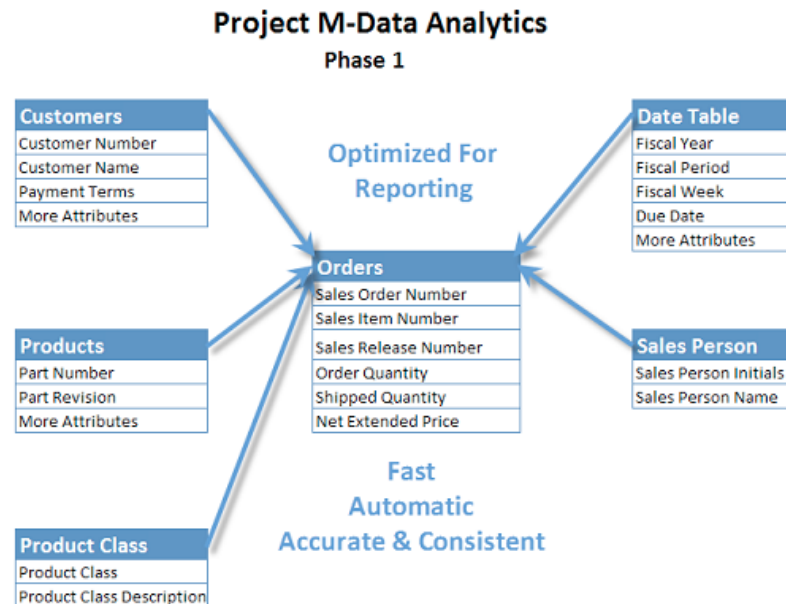 Project M-Data Analytics
Phase 1
Customers
Customer Number
Customer Name
Payment Terms
More Attributes
Optimized For
Reporting
Date Table
Fiscal Year
Fiscal Period
Fiscal Week
Due Date
More Attributes
Orders
Sales Order Number
Sales Item Number
Sales Release Number
Order Quantity
Shipped Quantity
Net Extended Price
Products
Part Number
Part Revision
More Attributes
Sales Person
Sales Person Initials
Sales Person Name
Fast
Automatic
Accurate & Consistent
Product Class
Product Class
Product Class Description